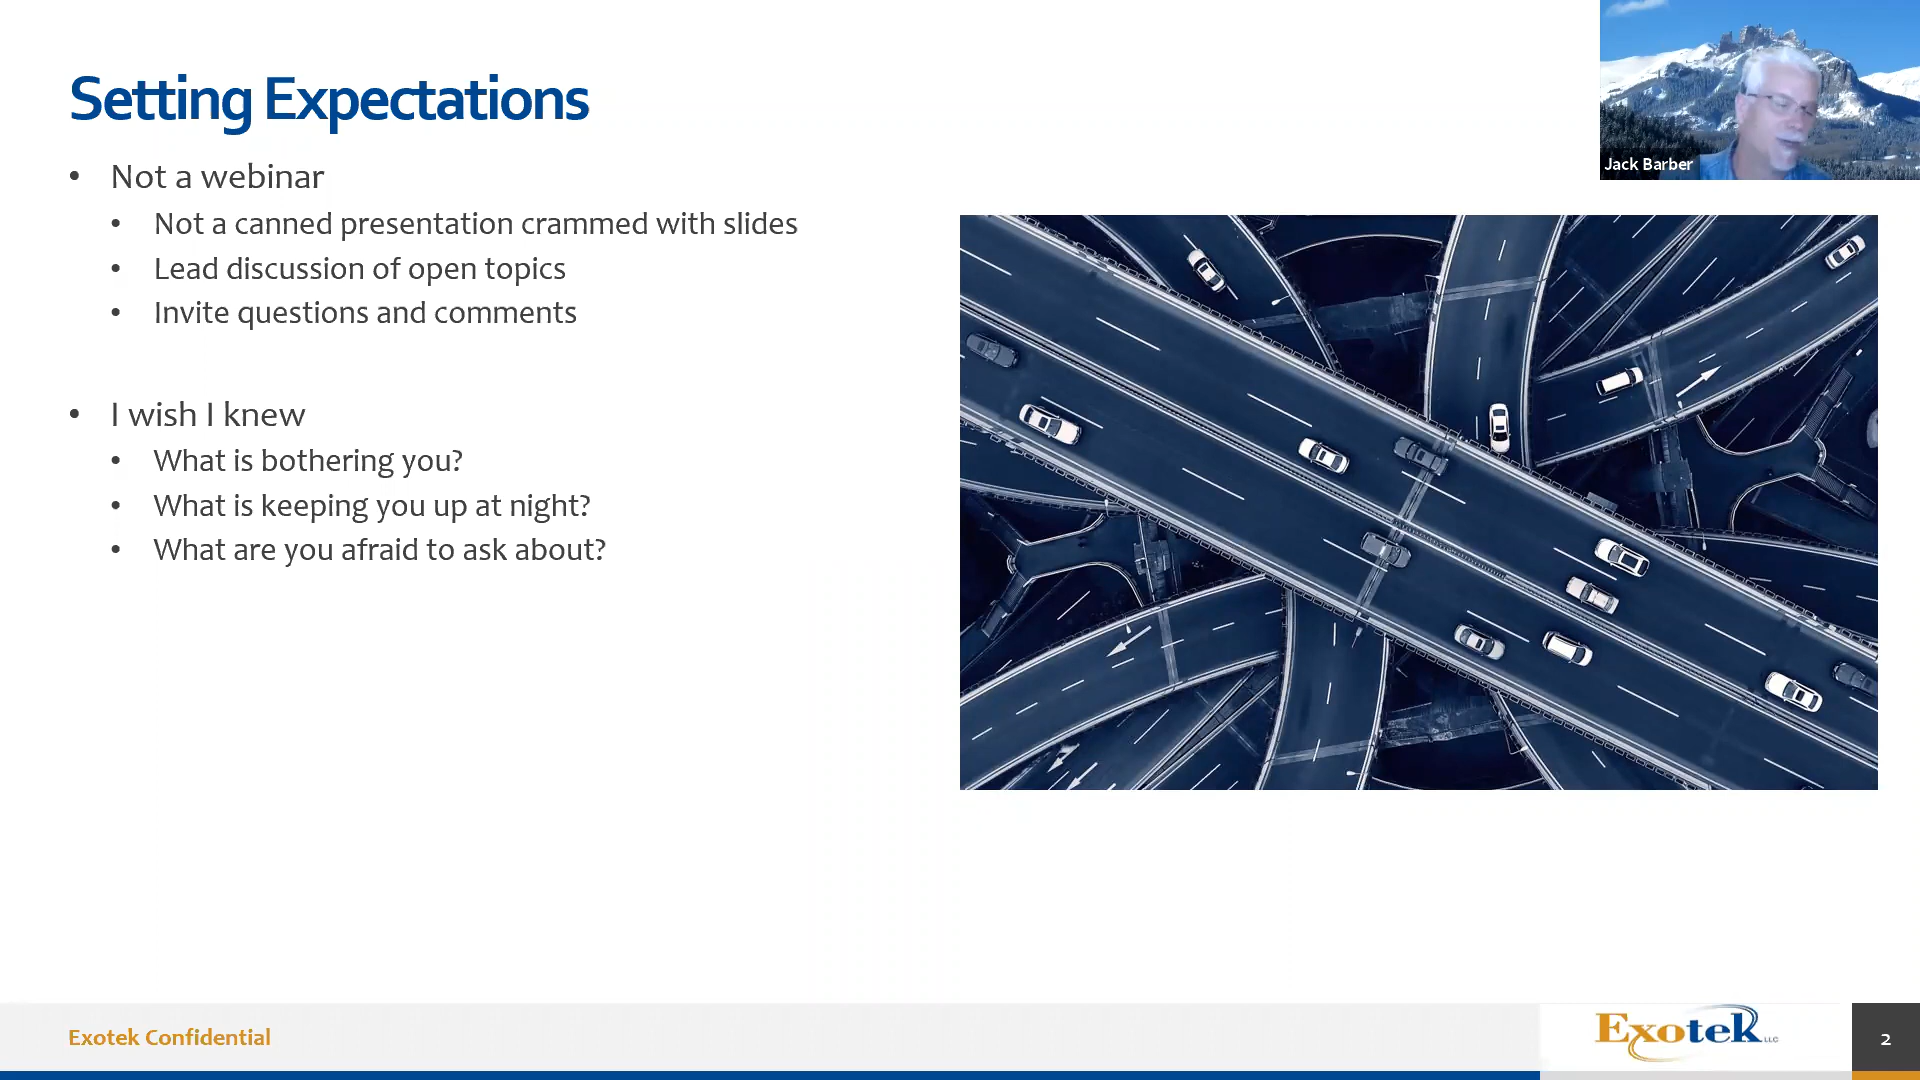 Setting Expectations
Jack Barber
• Not a webinar
• Not a canned presentation crammed with slides
• Lead discussion of open topics
• Invite questions and comments
• I wish I knew
• What is bothering you?
• What is keeping you up at night?
• What are you afraid to ask about?
Exotek Confidential
Exotek LLC
2